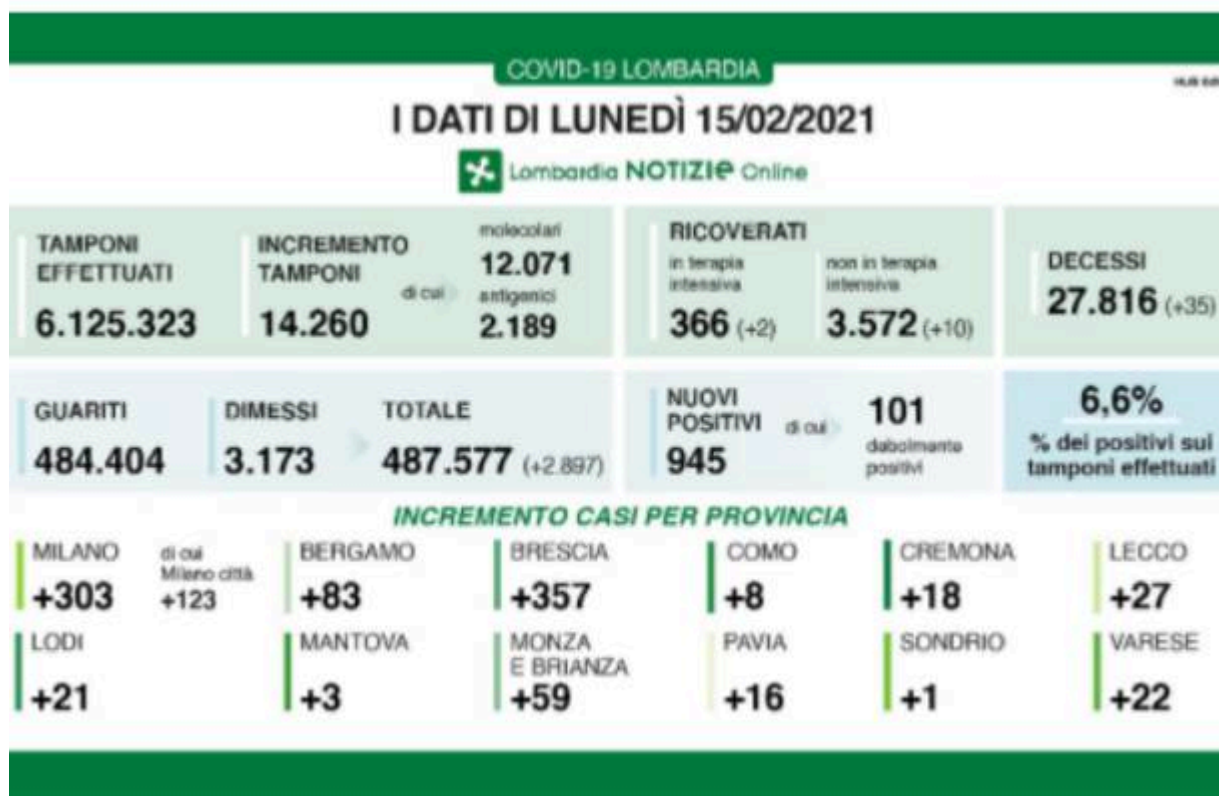 COVID-19 LOMBARDIA
I DATI DI LUNEDÌ 15/02/2021
Lombardia NOTIZIE Online
TAMPONI
EFFETTUATI
6.125.323
INCREMENTO
TAMPONI
14.260
di cui
molecolari
12.071
antigenici
2.189
RICOVERATI
in terapia
intensiva
366 (+2)
non in terapia
intensiva
3.572 (+10)
DECESSI
27.816 (+35)
GUARITI
484.404
DIMESSI
3.173
TOTALE
487.577 (+2.897)
NUOVI
POSITIVI
945
di cui
101
debolmente
positivi
6,6%
% dei positivi sui
tamponi effettuati
INCREMENTO CASI PER PROVINCIA
MILANO
+303
di cui
Milano città
+123
BERGAMO
+83
BRESCIA
+357
COMO
+8
CREMONA
+18
LECCO
+27
LODI
+21
MANTOVA
+3
MONZA
E BRIANZA
+59
PAVIA
+16
SONDRIO
+1
VARESE
+22